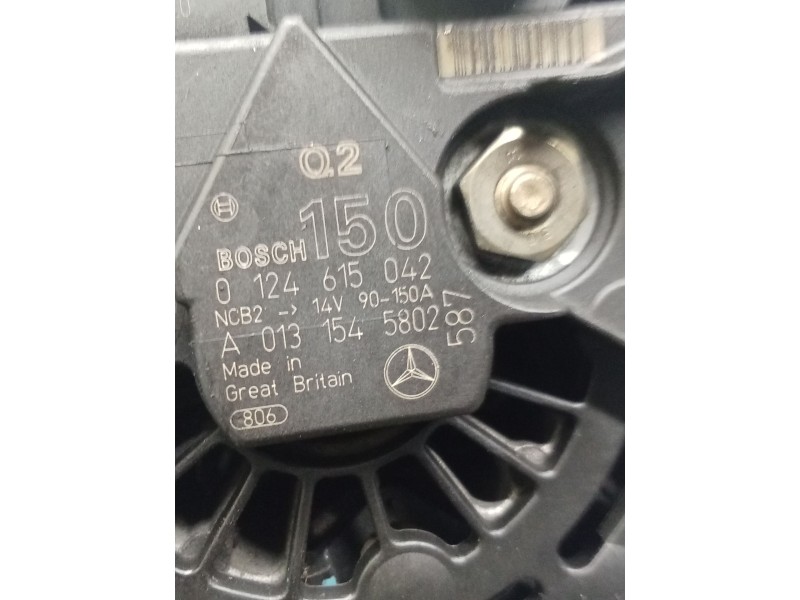 Q2
150
BOSCH
0 124 615 042
NCB2 -> 14V 90-150A
A 013 154 5802
587
Made in
Great Britain
806